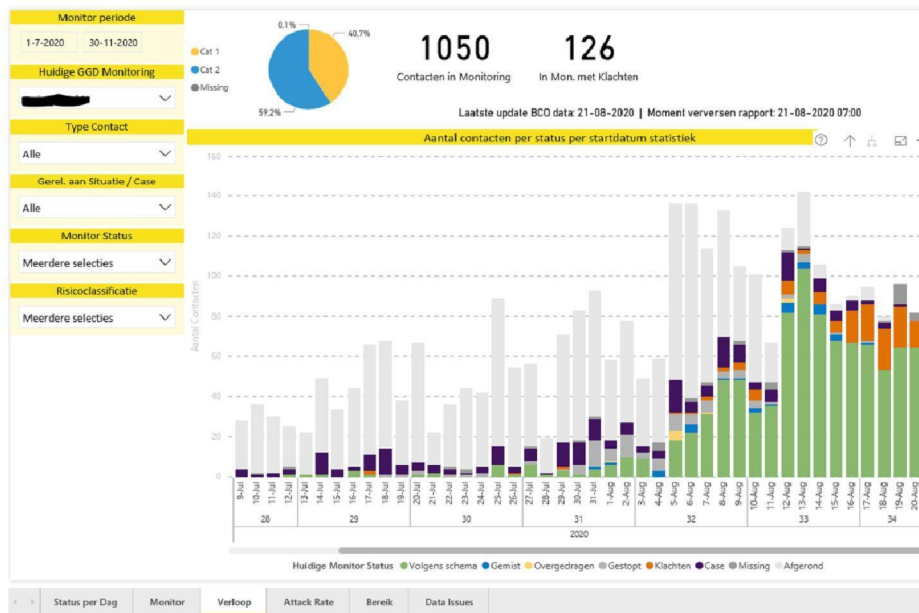 Monitor periode
1-7-2020 30-11-2020
Huidige GGD Monitoring
Type Contact
Alle
Gerel. aan Situatie / Case
Alle
Monitor Status
Meerdere selecties
Risicoclassificatie
Meerdere selecties
Cat 1
Cat 2
Missing
0,1%
40,7%
59,2%
1050
Contacten in Monitoring
126
In Mon. met Klachten
Laatste update BCO data: 21-08-2020 | Moment verversen rapport: 21-08-2020 07:00
Aantal contacten per status per startdatum statistiek
Aantal Contacten
160
140
120
100
80
60
40
20
0
9-Jul 10-Jul 11-Jul 12-Jul 13-Jul 14-Jul 15-Jul 16-Jul 17-Jul 18-Jul 19-Jul 20-Jul 21-Jul 22-Jul 23-Jul 24-Jul 25-Jul 26-Jul 27-Jul 28-Jul 29-Jul 30-Jul 31-Jul 1-Aug 2-Aug 3-Aug 4-Aug 5-Aug 6-Aug 7-Aug 8-Aug 9-Aug 10-Aug 11-Aug 12-Aug 13-Aug 14-Aug 15-Aug 16-Aug 17-Aug 18-Aug 19-Aug 20-Aug
28 29 30 31 32 33 34
2020
Huidige Monitor Status Volgens schema Gemist Overgedragen Gestopt Klachten Case Missing Afgerond
Status per Dag Monitor Verloop Attack Rate Bereik Data Issues